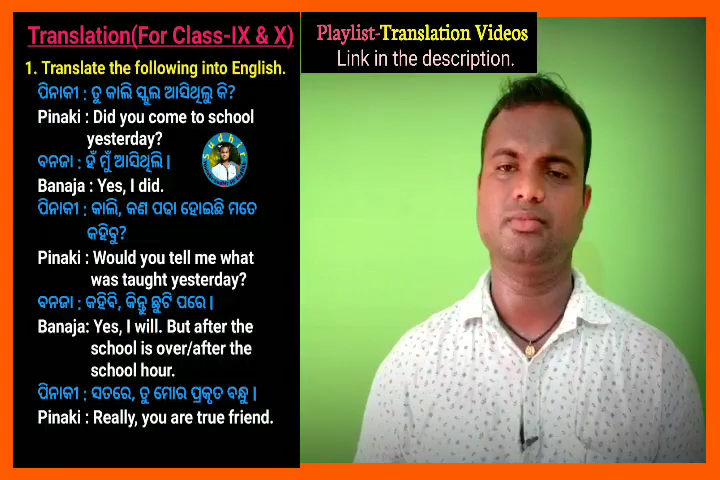 Translation(For Class-IX & X)
Playlist-Translation Videos
Link in the description.
1. Translate the following into English.
ପିନାକୀ : ତୁ କାଲି ସ୍କୁଲ ଆସିଥିଲୁ କି?
Pinaki : Did you come to school
yesterday?
Sudhir
ବନଜା : ହଁ ମୁଁ ଆସିଥିଲି |
Banaja : Yes, I did.
ପିନାକୀ : କାଲି, କଣ ପଢା ହୋଇଛି ମତେ
କହିବୁ?
Pinaki : Would you tell me what
was taught yesterday?
ବନଜା : କହିବି, କିନ୍ତୁ ଛୁଟି ପରେ |
Banaja: Yes, I will. But after the
school is over/after the
school hour.
ପିନାକୀ : ସତରେ, ତୁ ମୋର ପ୍ରକୃତ ବନ୍ଧୁ |
Pinaki : Really, you are true friend.